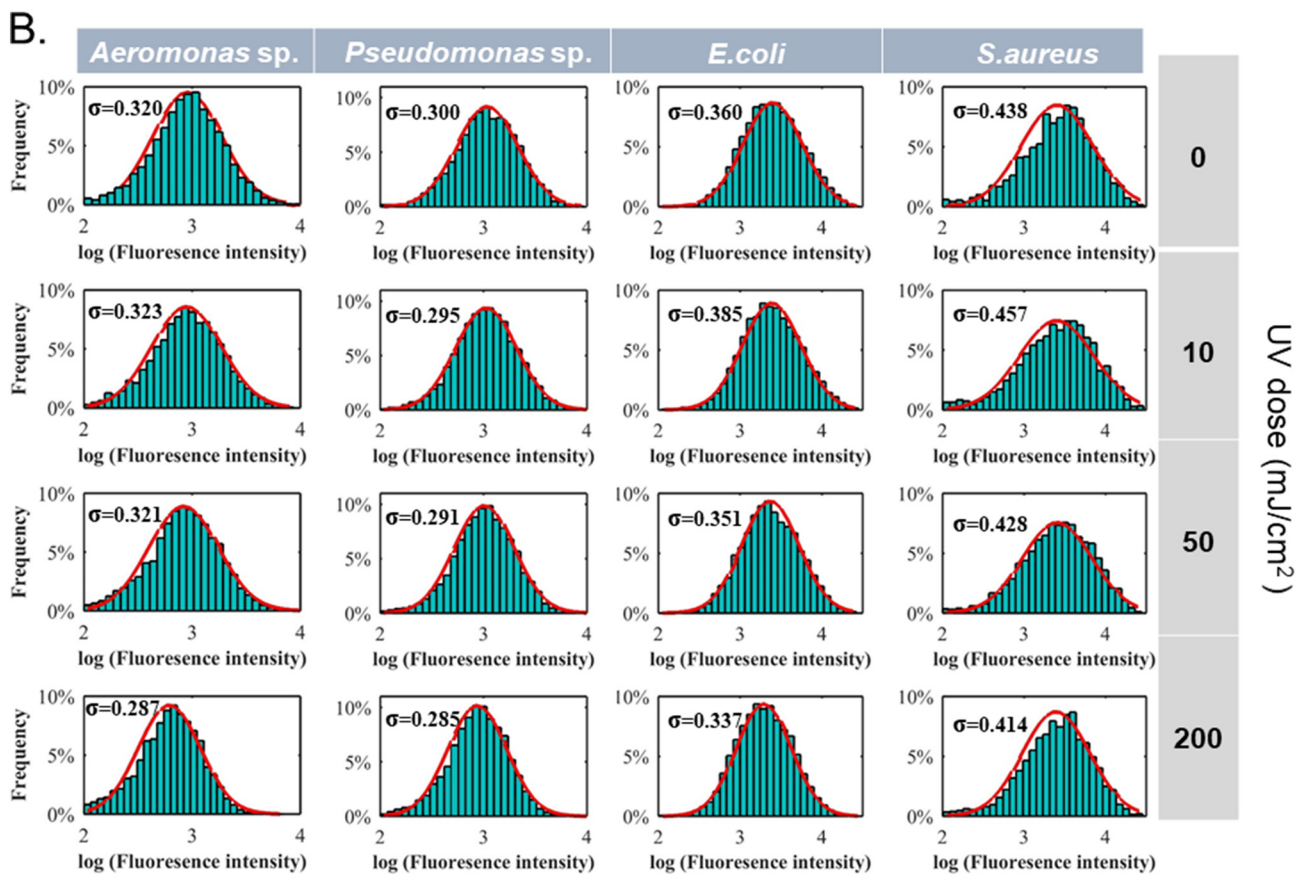 B.
Aeromonas sp. Pseudomonas sp. E.coli S.aureus
Frequency
10% 5% 0% σ=0.320 2 3 4 log (Fluoresence intensity)
10% 5% 0% σ=0.300 2 3 4 log (Fluoresence intensity)
10% 5% 0% σ=0.360 2 3 4 log (Fluoresence intensity)
10% 5% 0% σ=0.438 2 3 4 log (Fluoresence intensity)
0
Frequency
10% 5% 0% σ=0.323 2 3 4 log (Fluoresence intensity)
10% 5% 0% σ=0.295 2 3 4 log (Fluoresence intensity)
10% 5% 0% σ=0.385 2 3 4 log (Fluoresence intensity)
10% 5% 0% σ=0.457 2 3 4 log (Fluoresence intensity)
10
Frequency
10% 5% 0% σ=0.321 2 3 4 log (Fluoresence intensity)
10% 5% 0% σ=0.291 2 3 4 log (Fluoresence intensity)
10% 5% 0% σ=0.351 2 3 4 log (Fluoresence intensity)
10% 5% 0% σ=0.428 2 3 4 log (Fluoresence intensity)
50
Frequency
10% 5% 0% σ=0.287 2 3 4 log (Fluoresence intensity)
10% 5% 0% σ=0.285 2 3 4 log (Fluoresence intensity)
10% 5% 0% σ=0.337 2 3 4 log (Fluoresence intensity)
10% 5% 0% σ=0.414 2 3 4 log (Fluoresence intensity)
200
UV dose (mJ/cm²)